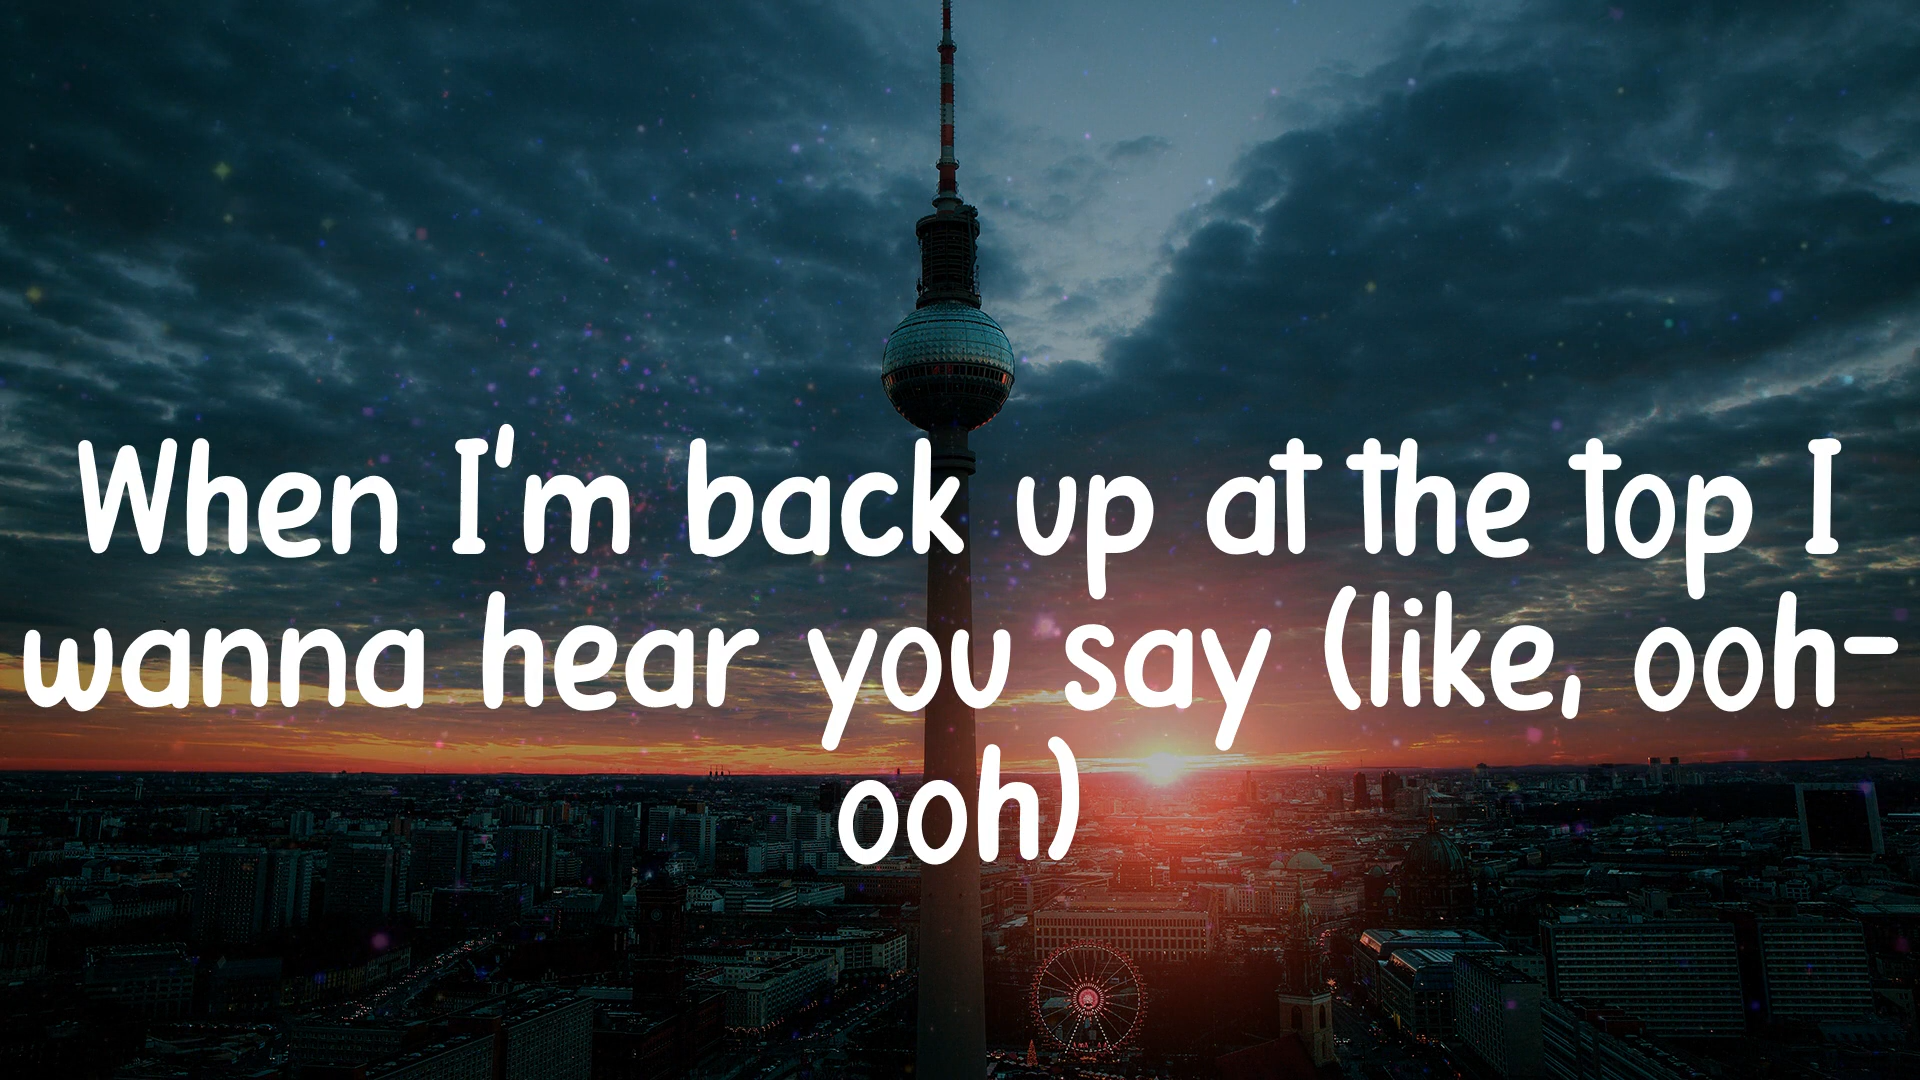 When I'm back up at the top I
wanna hear you say (like, ooh-
ooh)